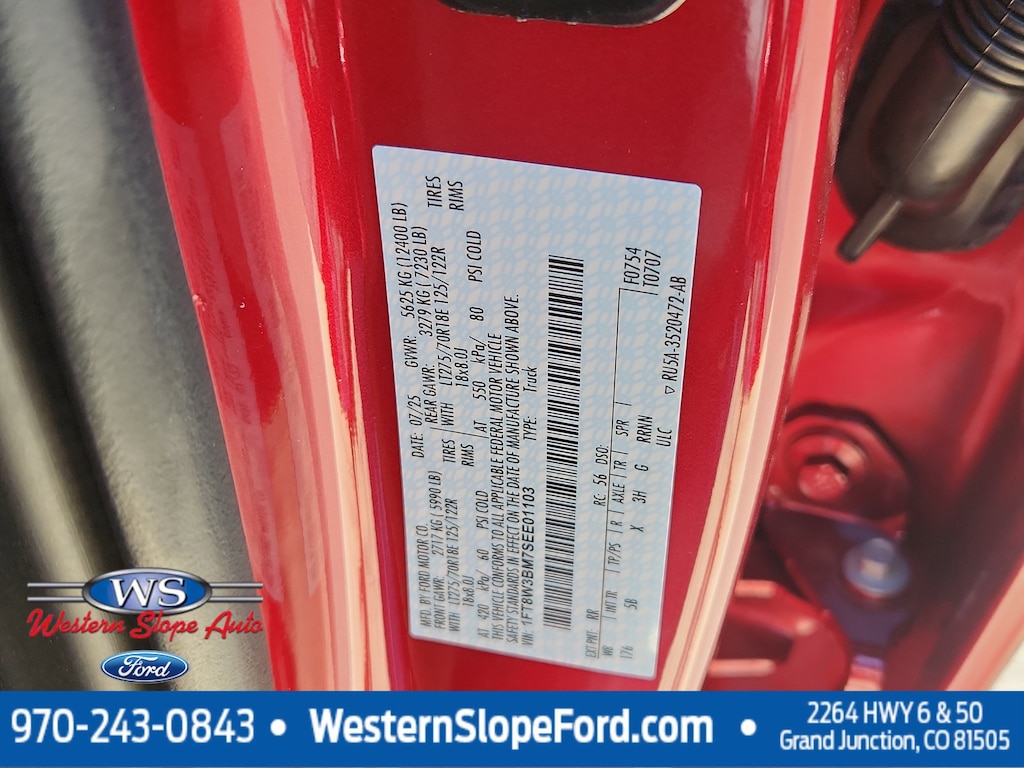 MFD. BY FORD MOTOR CO. DATE: 07/25 GVWR: 5625 KG (12400 LB)
FRONT GAWR: 2717 KG (5990 LB) REAR GAWR: 3279 KG (7230 LB)
WITH LT275/70R18E 125/122R TIRES WITH LT275/70R18E 125/122R TIRES
18x8.0J RIMS 18x8.0J RIMS
AT 420 kPa/ 60 PSI COLD AT 550 kPa/ 80 PSI COLD
THIS VEHICLE CONFORMS TO ALL APPLICABLE FEDERAL MOTOR VEHICLE
SAFETY STANDARDS IN EFFECT ON THE DATE OF MANUFACTURE SHOWN ABOVE.
VIN: 1FT8W3BM7SEE01103 TYPE: Truck
EXT PNT: RR RC: 56 DSO: F0754
WB INT TR TP/PS R AXLE TR SPR T0707
176 5B X 3H G RRNN
ULC ▽ RU5A-3520472-AB
WS
Western Slope Auto
Ford
970-243-0843 • WesternSlopeFord.com •
2264 HWY 6 & 50
Grand Junction, CO 81505